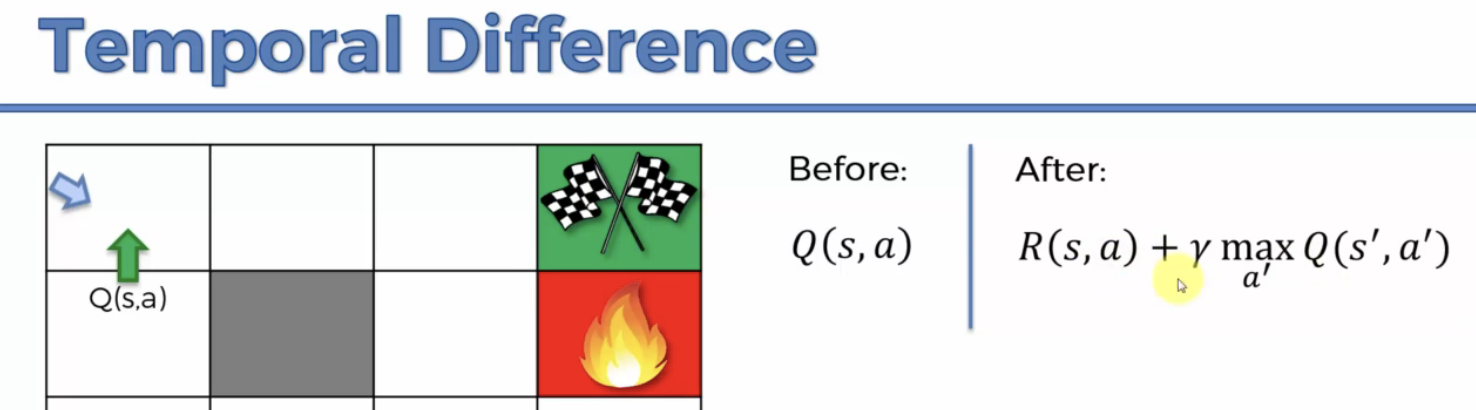 Temporal Difference
Before:
After:
Q(s, a)
R(s, a) + γ max Q(s′, a′)
a′
Q(s,a)